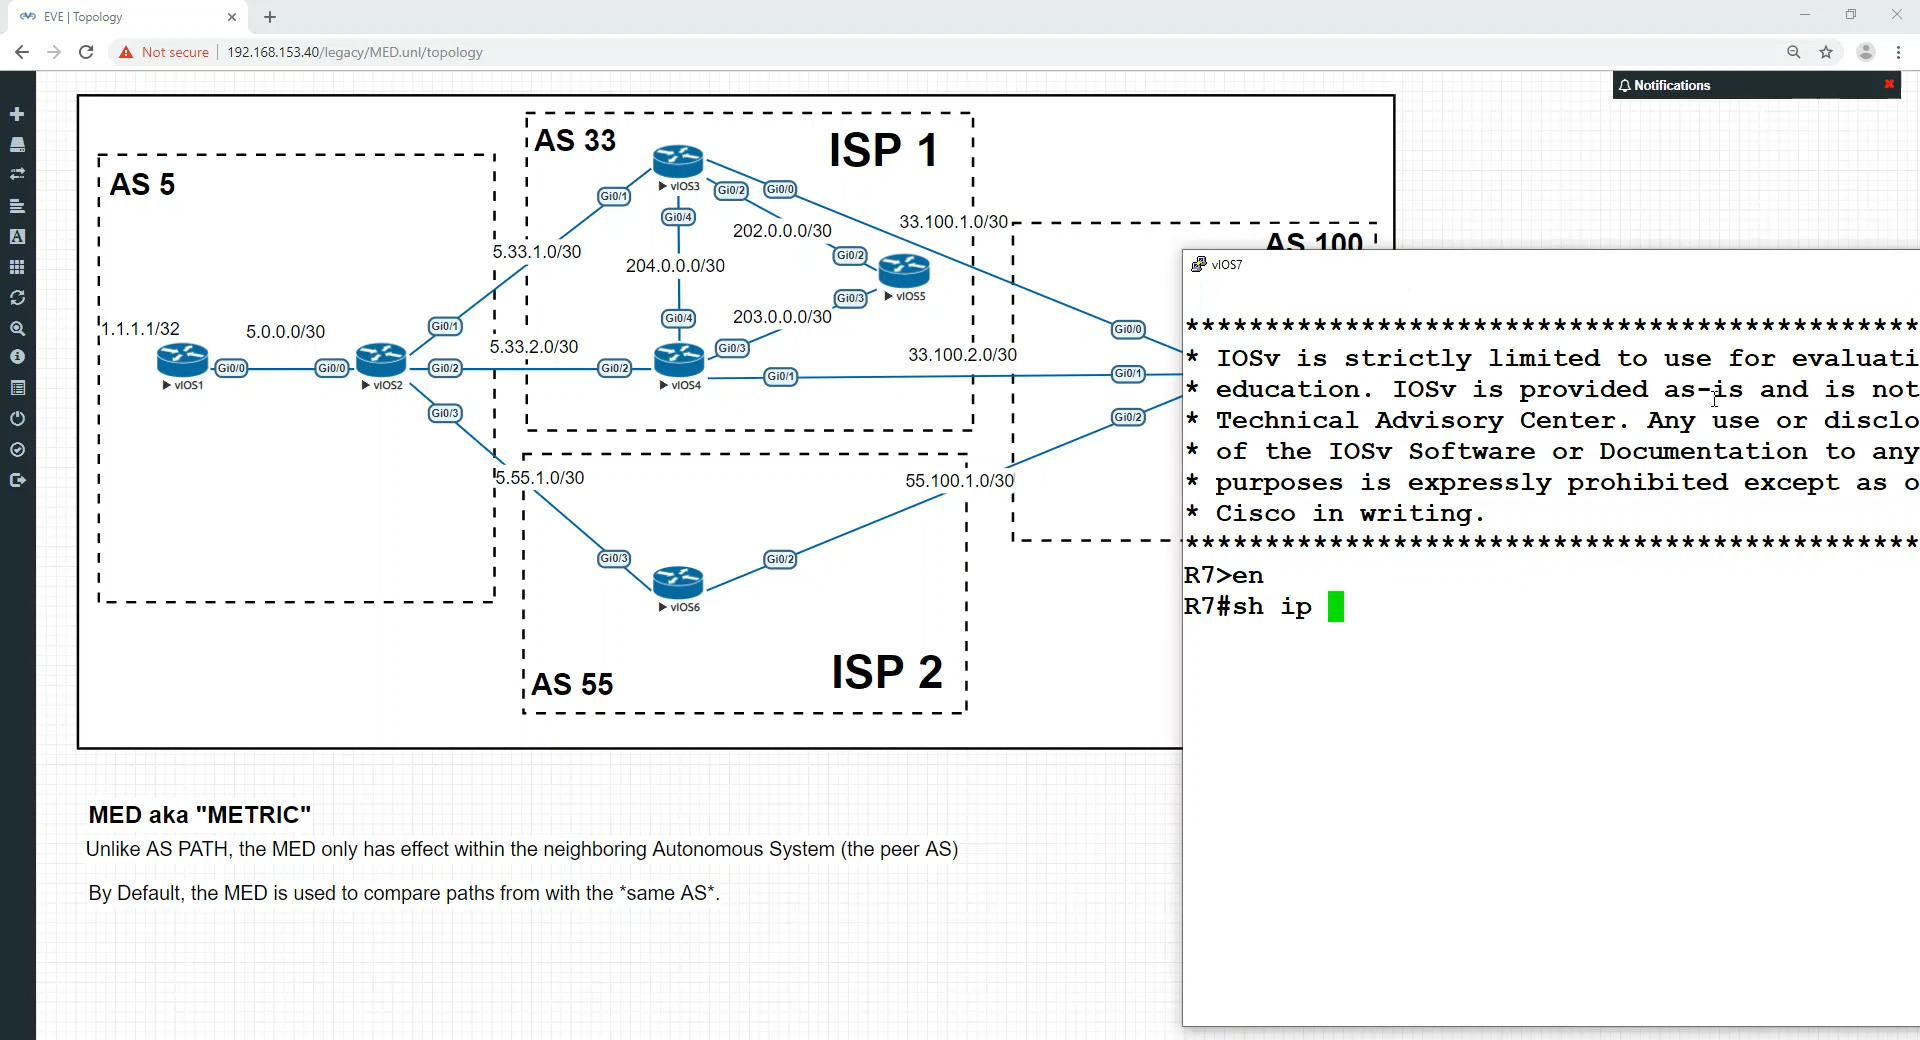 EVE | Topology
Not secure
192.168.153.40/legacy/MED.unl/topology
Notifications
AS 33
ISP 1
AS 5
vIOS3
Gi0/1
Gi0/2
Gi0/0
Gi0/4
33.100.1.0/30
202.0.0.0/30
AS 100
5.33.1.0/30
204.0.0.0/30
Gi0/2
vIOS5
Gi0/3
1.1.1.1/32
5.0.0.0/30
Gi0/1
Gi0/4
203.0.0.0/30
Gi0/0
5.33.2.0/30
Gi0/3
33.100.2.0/30
Gi0/0
Gi0/0
Gi0/2
Gi0/2
Gi0/1
Gi0/1
vIOS1
vIOS2
vIOS4
Gi0/3
Gi0/2
5.55.1.0/30
55.100.1.0/30
Gi0/3
Gi0/2
vIOS6
AS 55
ISP 2
MED aka "METRIC"
Unlike AS PATH, the MED only has effect within the neighboring Autonomous System (the peer AS)
By Default, the MED is used to compare paths from with the *same AS*.
vIOS7
**********************************************
* IOSv is strictly limited to use for evaluati
* education. IOSv is provided as-is and is not
* Technical Advisory Center. Any use or disclo
* of the IOSv Software or Documentation to any
* purposes is expressly prohibited except as o
* Cisco in writing.
**********************************************
R7>en
R7#sh ip